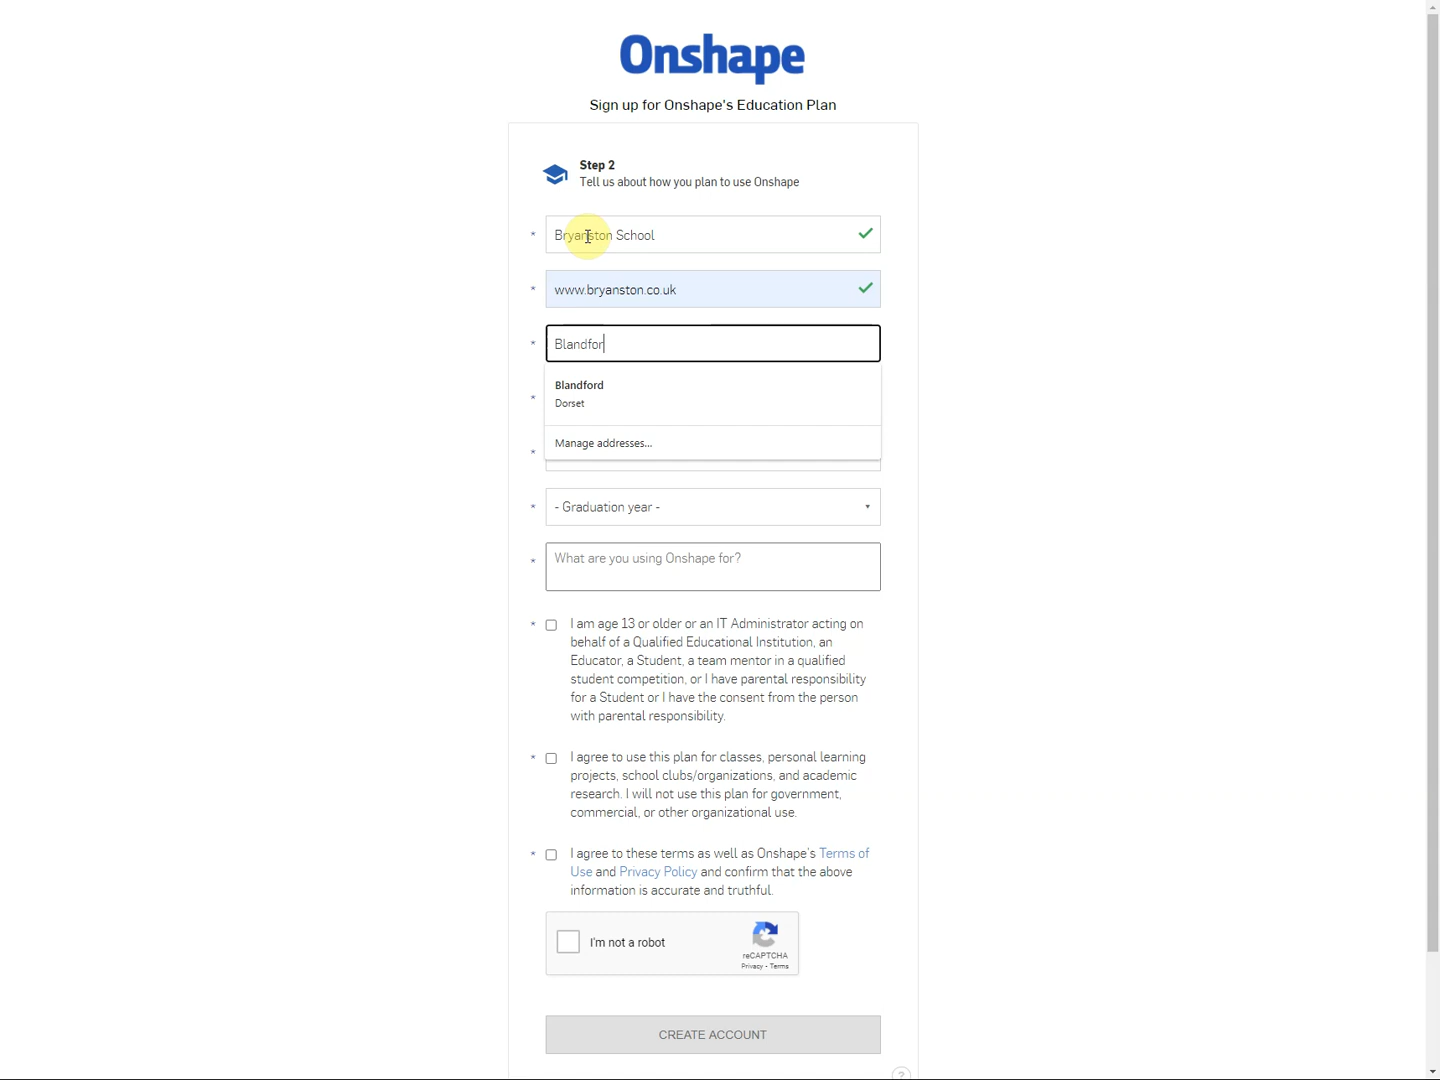 Onshape
Sign up for Onshape's Education Plan
Step 2
Tell us about how you plan to use Onshape
* Bryanston School
* www.bryanston.co.uk
* Blandfor
Blandford
* Dorset
Manage addresses...
*
* - Graduation year -
* What are you using Onshape for?
* I am age 13 or older or an IT Administrator acting on
behalf of a Qualified Educational Institution, an
Educator, a Student, a team mentor in a qualified
student competition, or I have parental responsibility
for a Student or I have the consent from the person
with parental responsibility.
* I agree to use this plan for classes, personal learning
projects, school clubs/organizations, and academic
research. I will not use this plan for government,
commercial, or other organizational use.
* I agree to these terms as well as Onshape's Terms of
Use and Privacy Policy and confirm that the above
information is accurate and truthful.
I'm not a robot
reCAPTCHA
Privacy - Terms
CREATE ACCOUNT
?